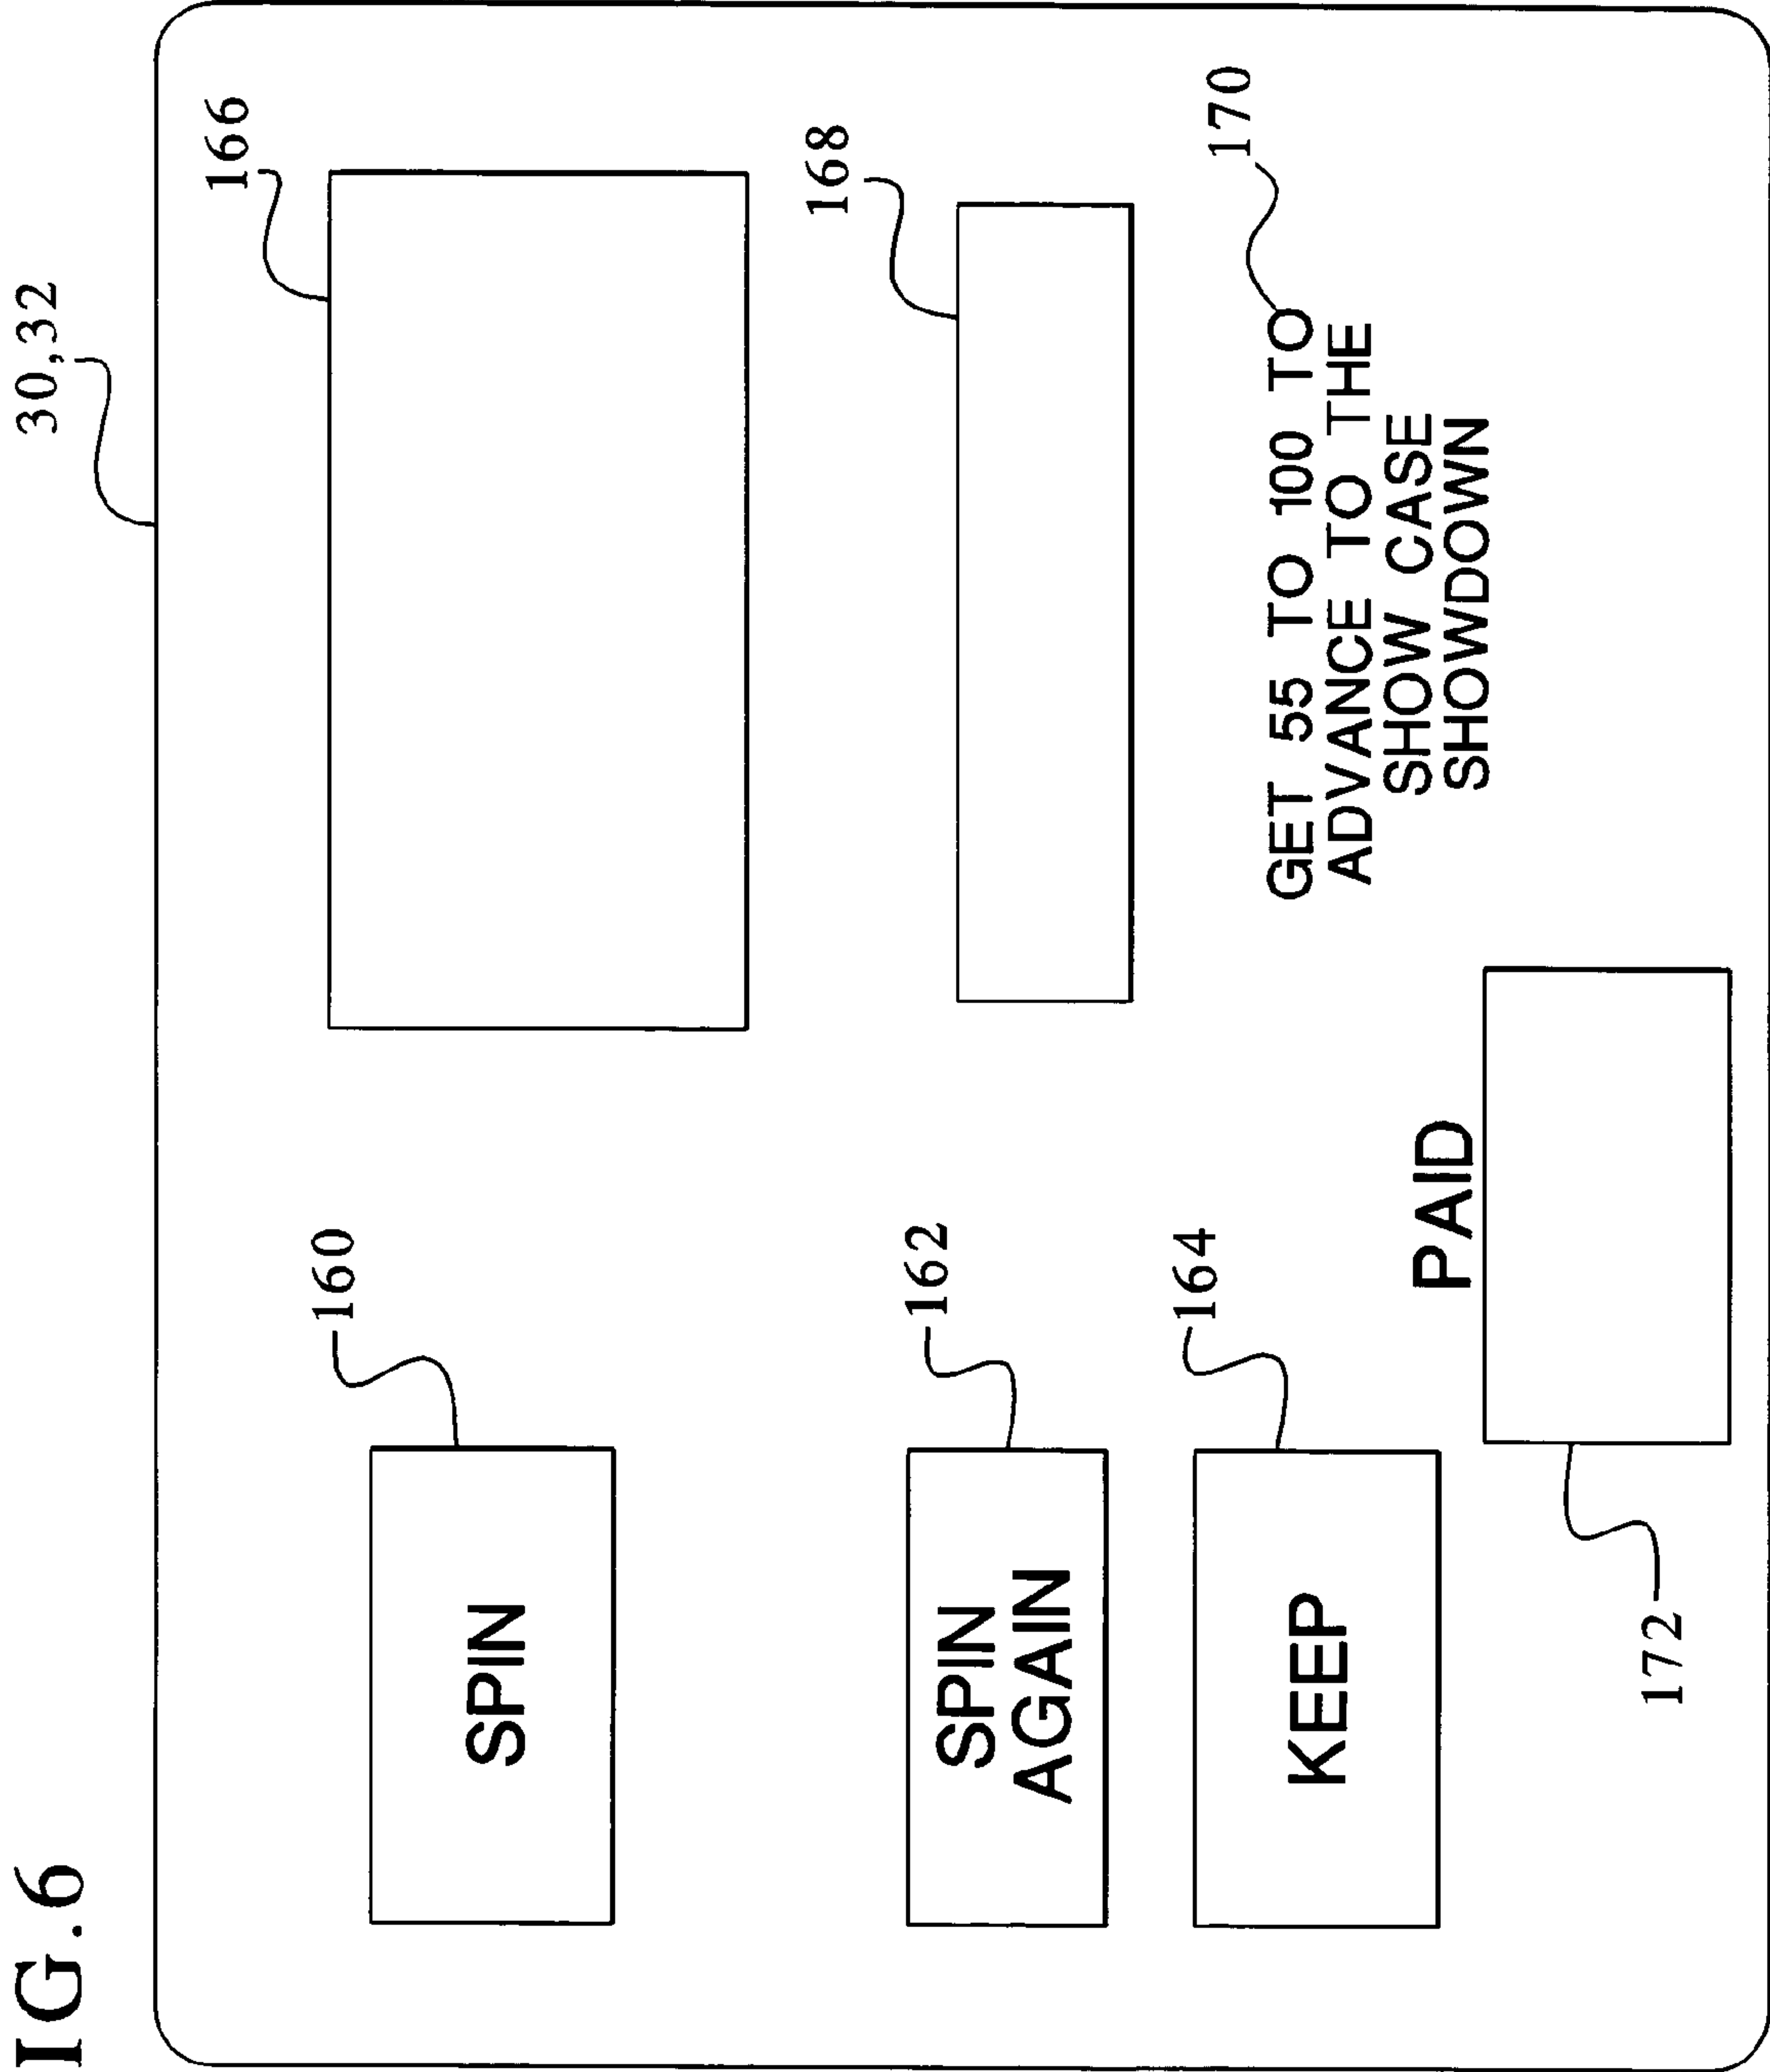 IG.6
30,32
160
166
SPIN
162
168
SPIN
AGAIN
164
170
KEEP
GET 55 TO 100 TO
ADVANCE TO THE
SHOW CASE
SHOWDOWN
PAID
172